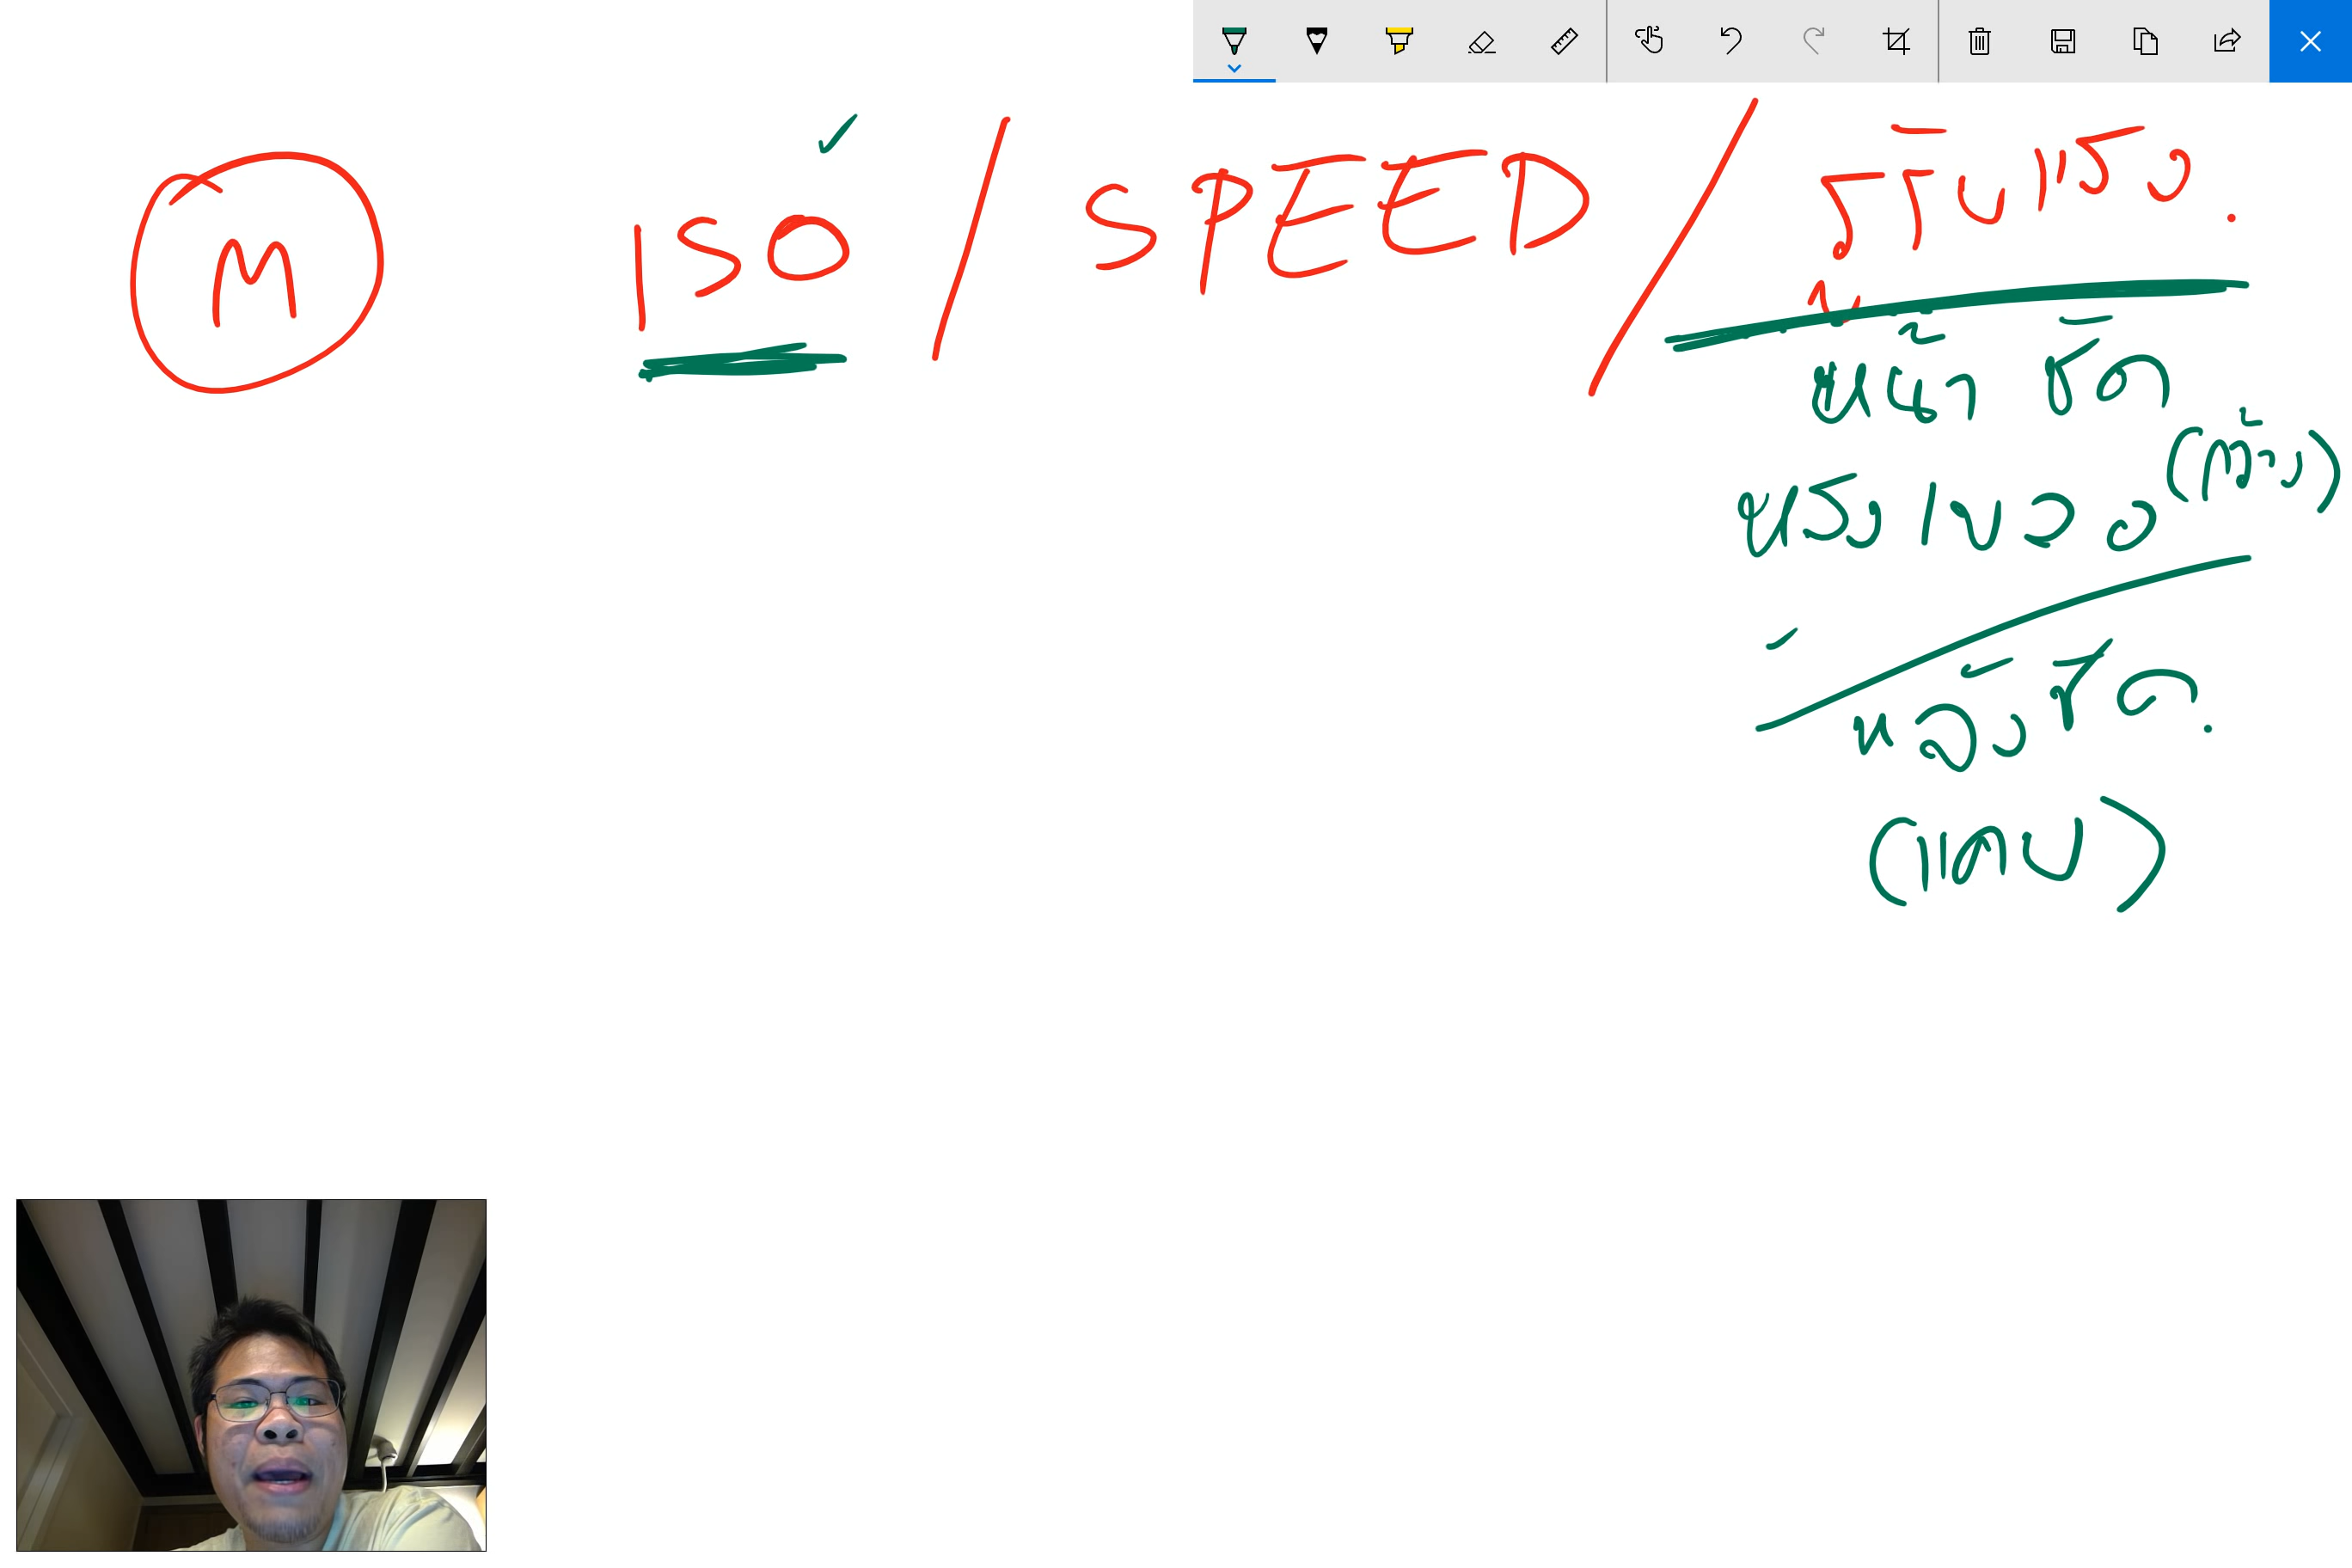 M ISO / SPEED / รูรับแสง.
หน้าชัด
หลังเบลอ (กว้าง)
หลังชัด.
(แคบ)